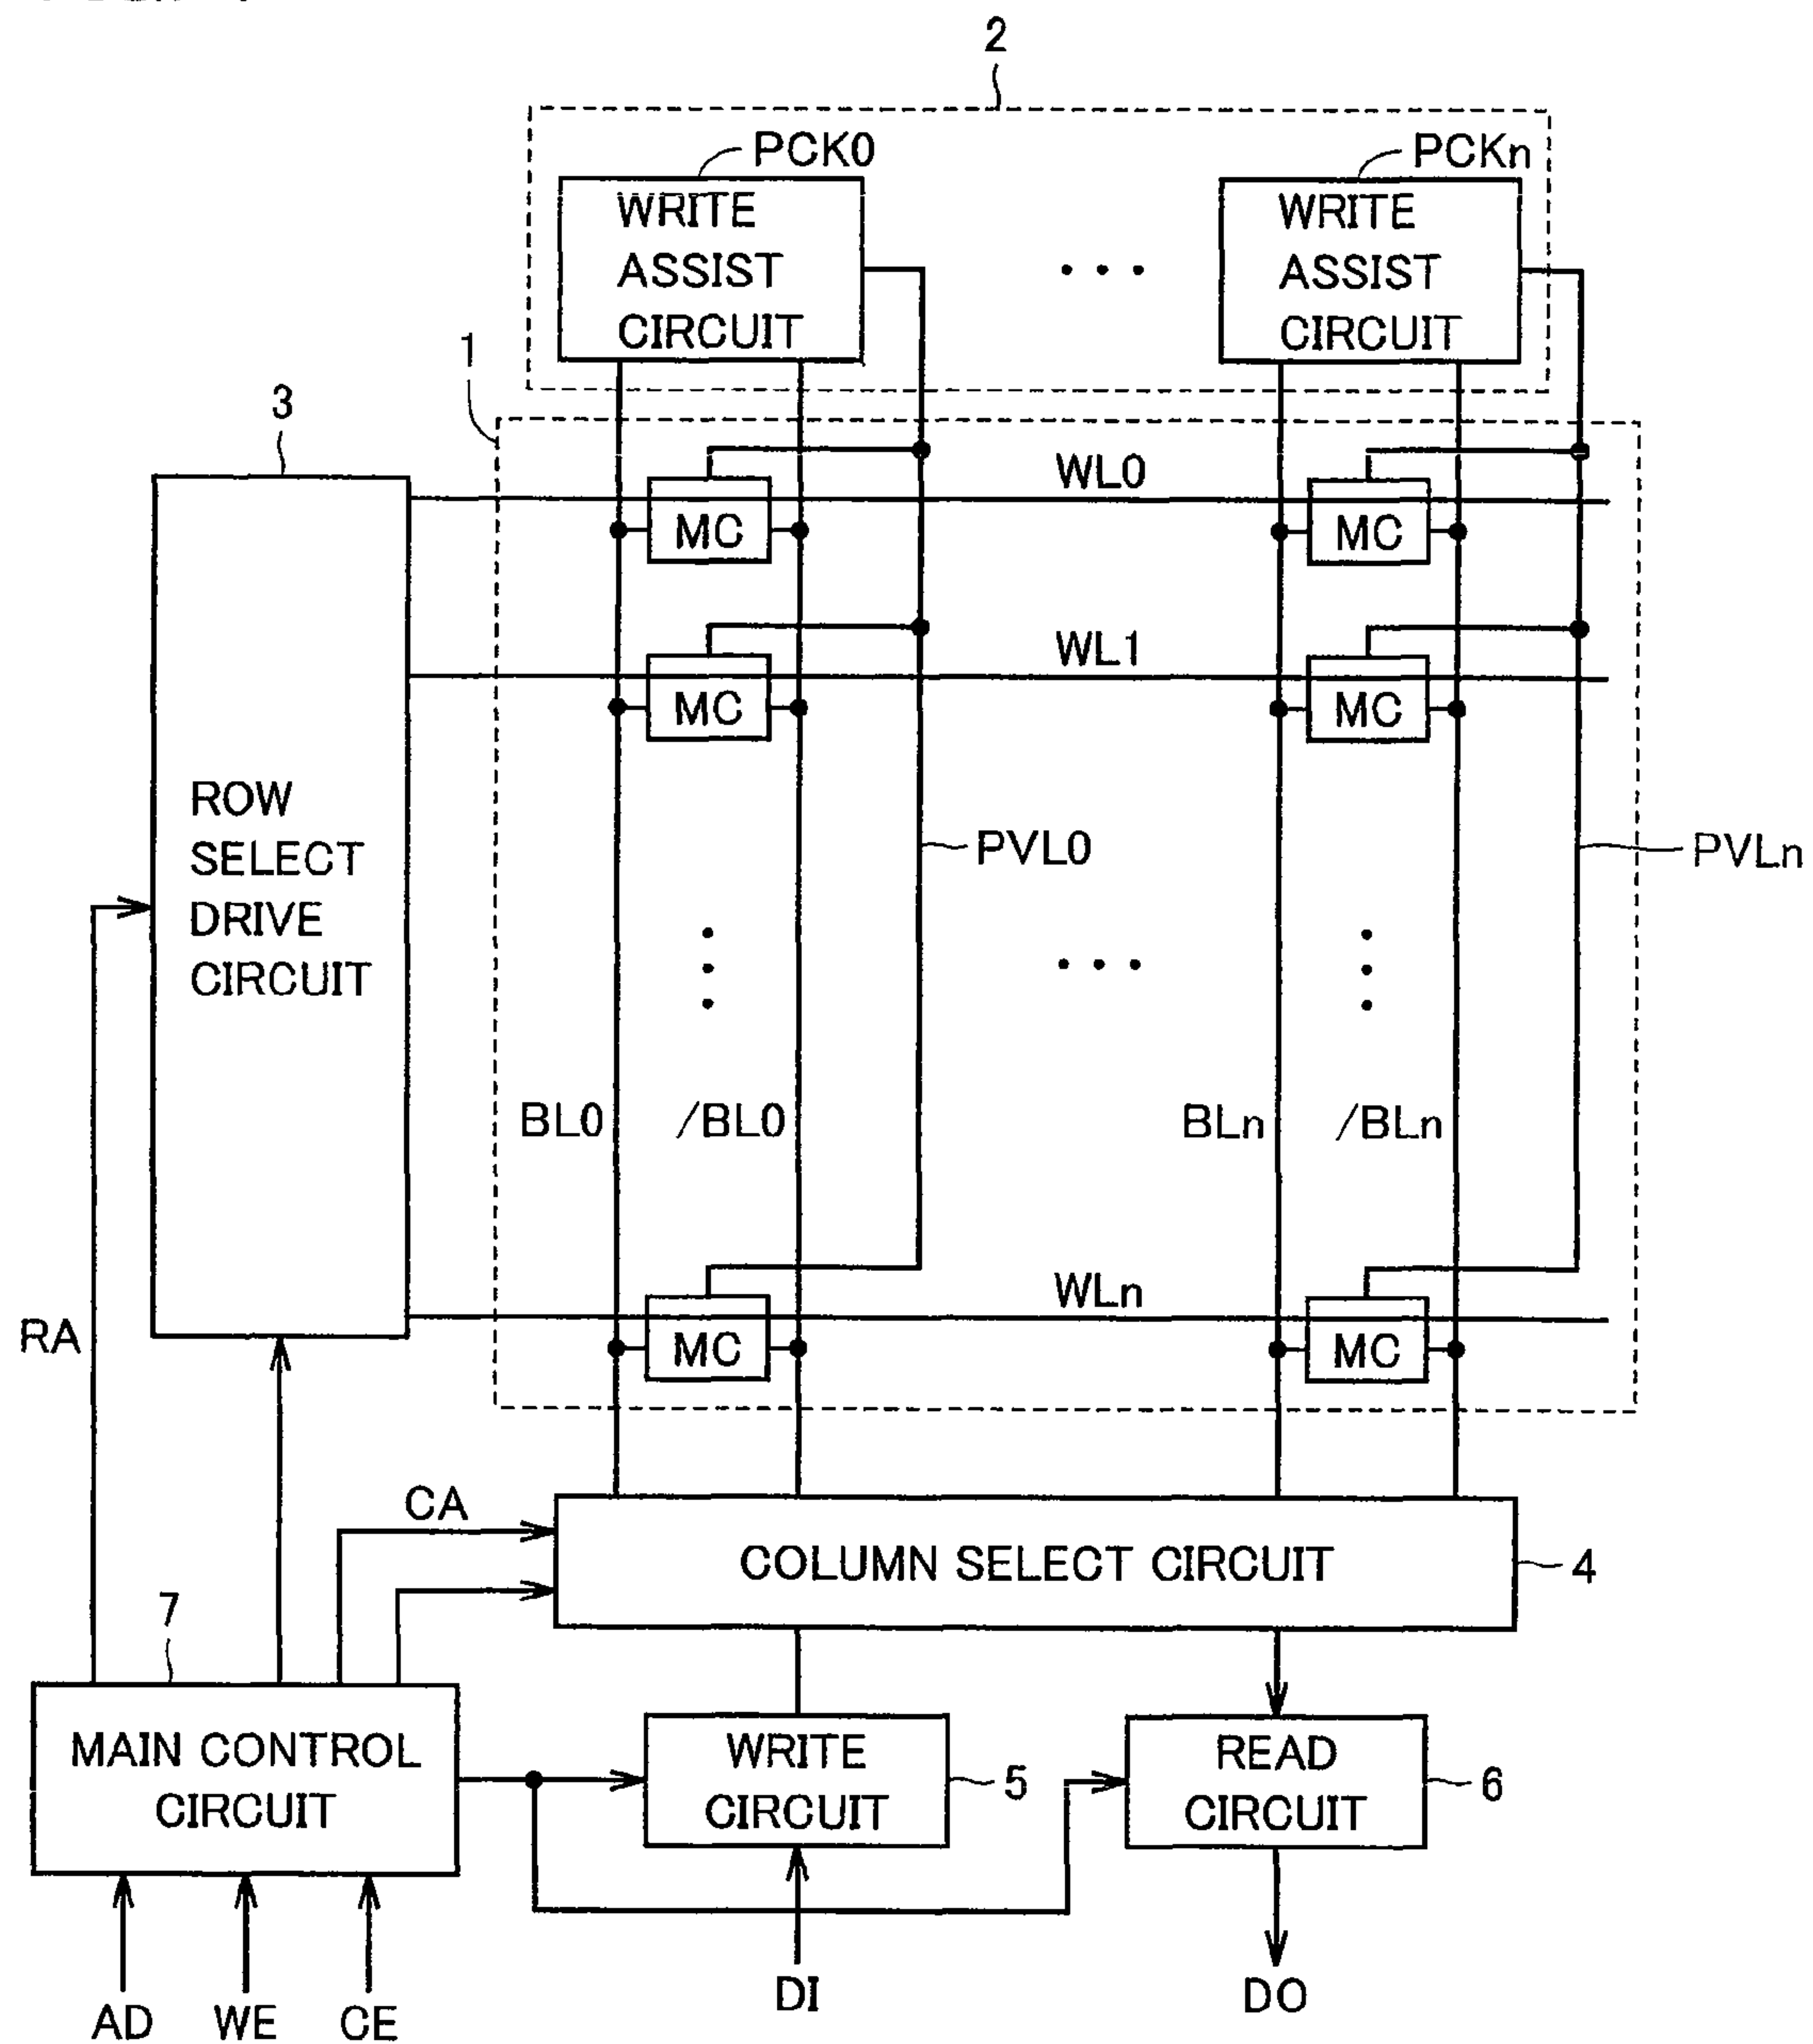 2
PCK0
PCKn
WRITE
ASSIST
CIRCUIT
WRITE
ASSIST
CIRCUIT
1
3
WL0
MC
MC
WL1
MC
MC
ROW
SELECT
DRIVE
CIRCUIT
PVL0
PVLn
BL0
/BL0
BLn
/BLn
WLn
RA
MC
MC
CA
COLUMN SELECT CIRCUIT
4
7
MAIN CONTROL
CIRCUIT
WRITE
CIRCUIT
5
READ
CIRCUIT
6
AD
WE
CE
DI
DO